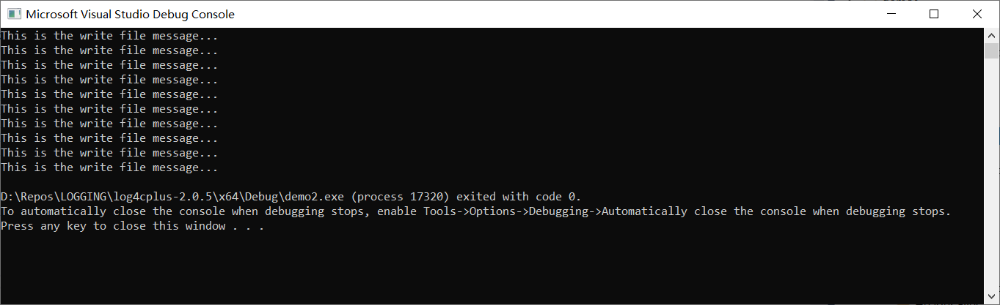 Microsoft Visual Studio Debug Console
This is the write file message...
This is the write file message...
This is the write file message...
This is the write file message...
This is the write file message...
This is the write file message...
This is the write file message...
This is the write file message...
This is the write file message...
This is the write file message...
D:\Repos\LOGGING\log4cplus-2.0.5\x64\Debug\demo2.exe (process 17320) exited with code 0.
To automatically close the console when debugging stops, enable Tools->Options->Debugging->Automatically close the console when debugging stops.
Press any key to close this window . . .